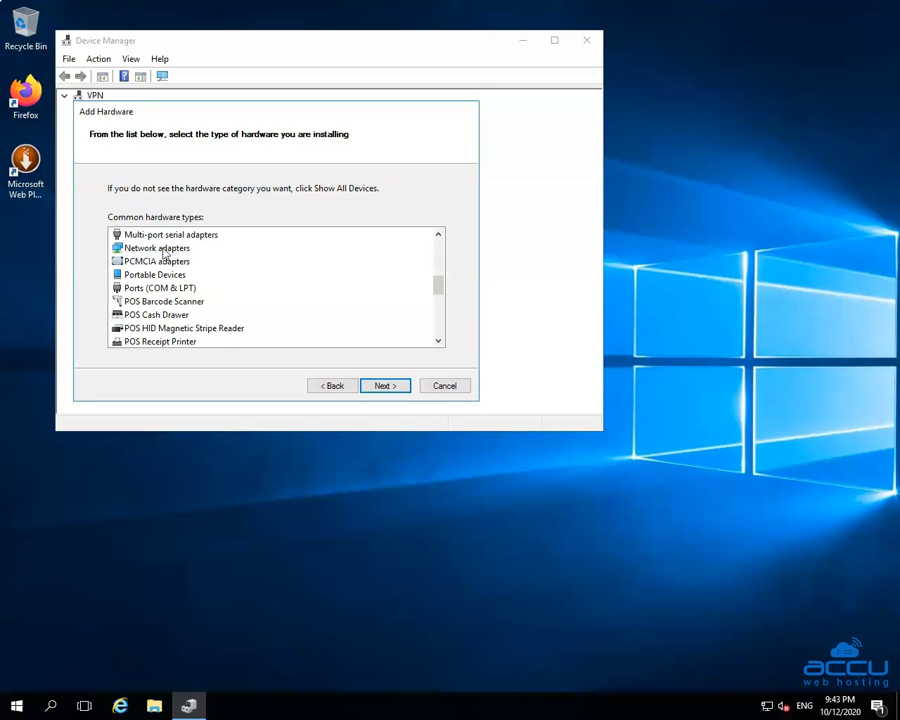 Recycle Bin
Firefox
Microsoft
Web Pl...
Device Manager
File Action View Help
VPN
Add Hardware
From the list below, select the type of hardware you are installing
If you do not see the hardware category you want, click Show All Devices.
Common hardware types:
Multi-port serial adapters
Network adapters
PCMCIA adapters
Portable Devices
Ports (COM & LPT)
POS Barcode Scanner
POS Cash Drawer
POS HID Magnetic Stripe Reader
POS Receipt Printer
< Back Next > Cancel
accu
web hosting
ENG
9:43 PM
10/12/2020
1